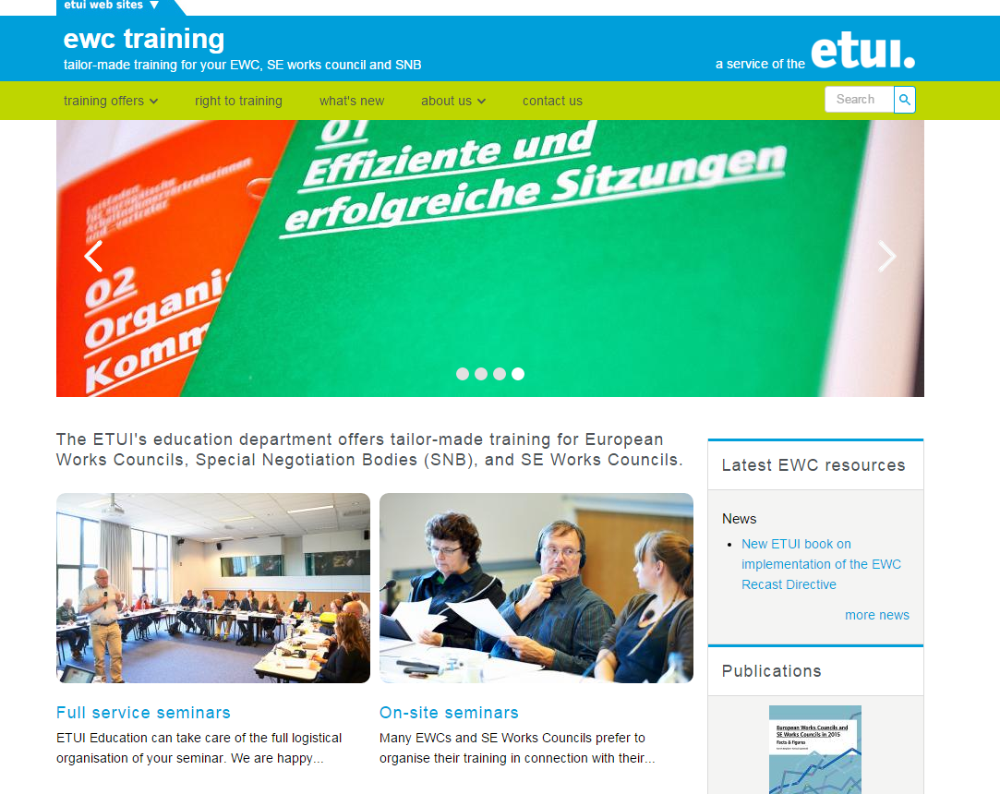 etui web sites ▼
ewc training
tailor-made training for your EWC, SE works council and SNB
a service of the etui.
training offers
right to training
what's new
about us
contact us
Search
01
Effiziente und
erfolgreiche Sitzungen
Leitfaden
für europäische
Arbeitnehmervertreterinnen
und -vertreter
02
Organi
Komm
The ETUI's education department offers tailor-made training for European
Works Councils, Special Negotiation Bodies (SNB), and SE Works Councils.
Full service seminars
ETUI Education can take care of the full logistical
organisation of your seminar. We are happy...
On-site seminars
Many EWCs and SE Works Councils prefer to
organise their training in connection with their...
Latest EWC resources
News
New ETUI book on
implementation of the EWC
Recast Directive
more news
Publications
European Works Councils and
SE Works Councils in 2015
Facts & Figures